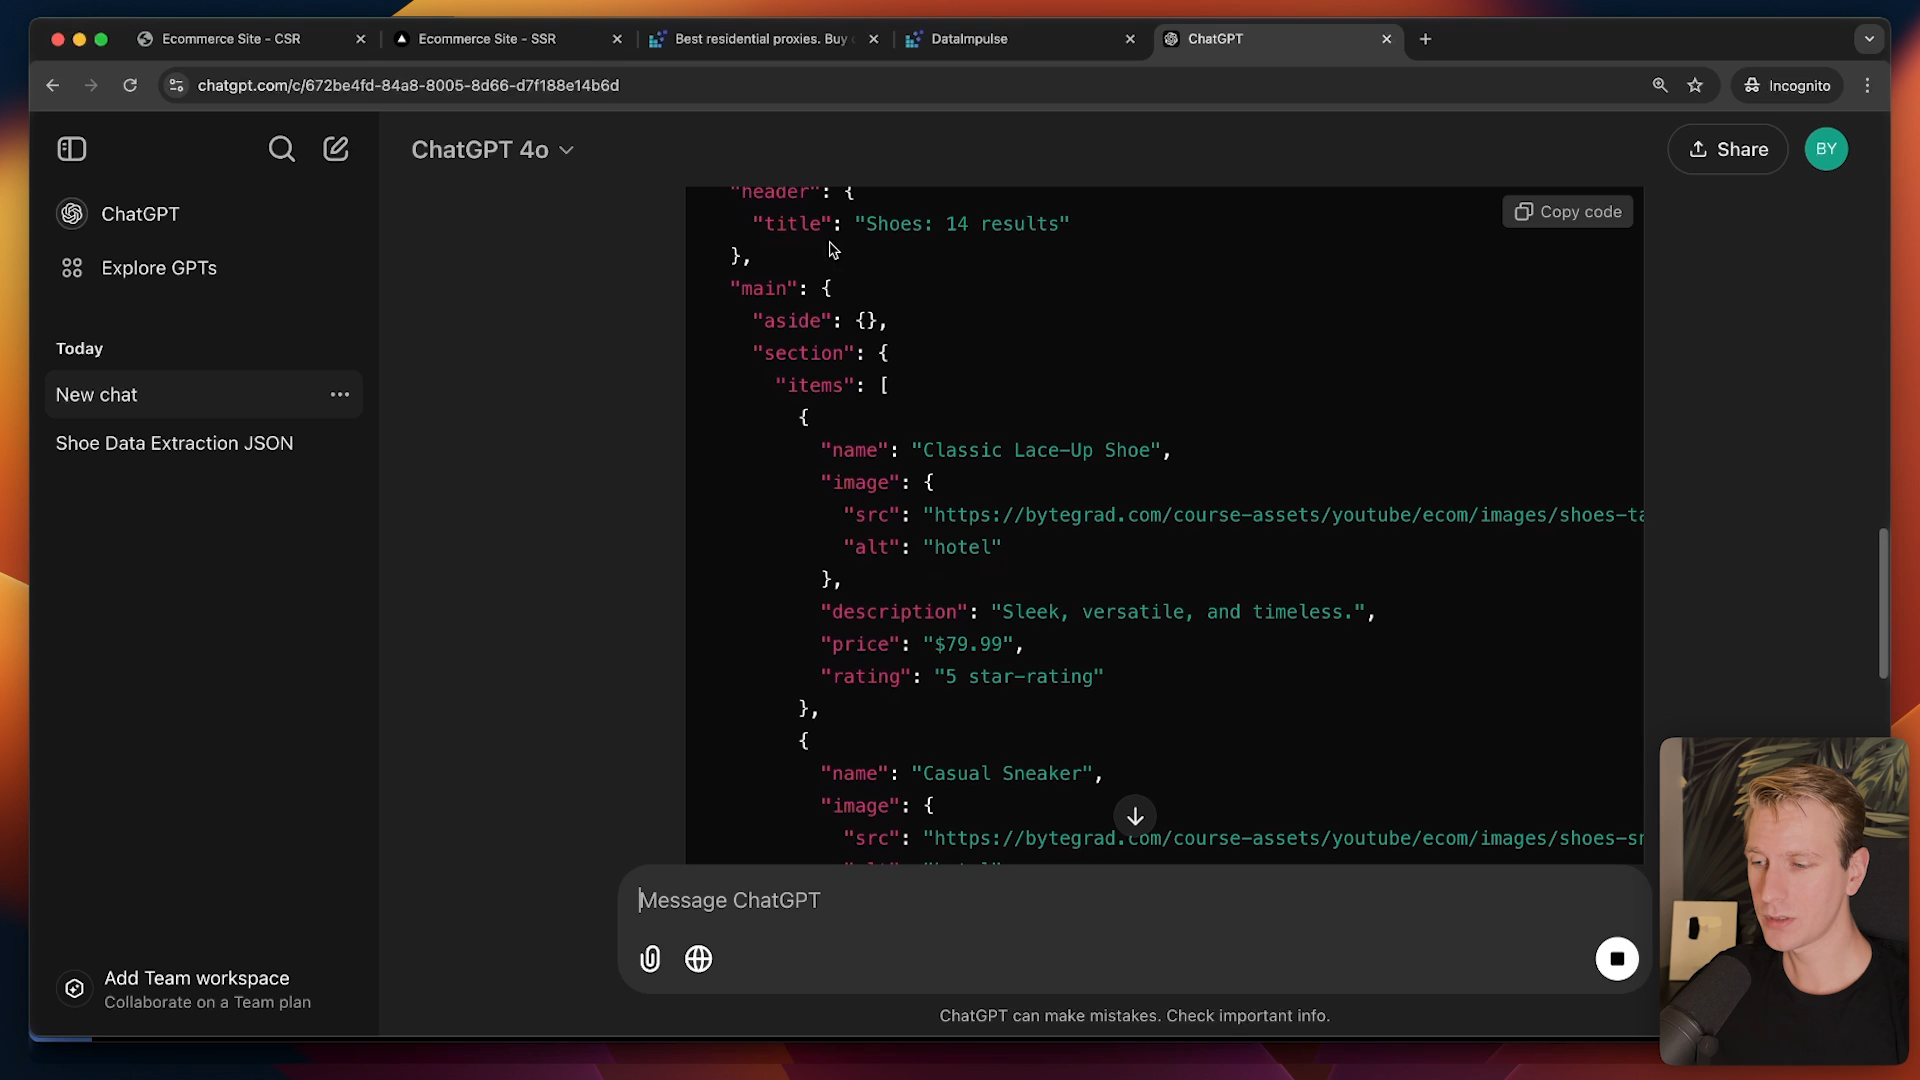 Ecommerce Site - CSR
Ecommerce Site - SSR
Best residential proxies. Buy
DataImpulse
ChatGPT
chatgpt.com/c/672be4fd-84a8-8005-8d66-d7f188e14b6d
Incognito
ChatGPT 4o
Share
BY
ChatGPT
Explore GPTs
Today
New chat
Shoe Data Extraction JSON
Add Team workspace
Collaborate on a Team plan
Copy code
"header": {
"title": "Shoes: 14 results"
},
"main": {
"aside": {},
"section": {
"items": [
{
"name": "Classic Lace-Up Shoe",
"image": {
"src": "https://bytegrad.com/course-assets/youtube/ecom/images/shoes-ta
"alt": "hotel"
},
"description": "Sleek, versatile, and timeless.",
"price": "$79.99",
"rating": "5 star-rating"
},
{
"name": "Casual Sneaker",
"image": {
"src": "https://bytegrad.com/course-assets/youtube/ecom/images/shoes-sn
Message ChatGPT
ChatGPT can make mistakes. Check important info.